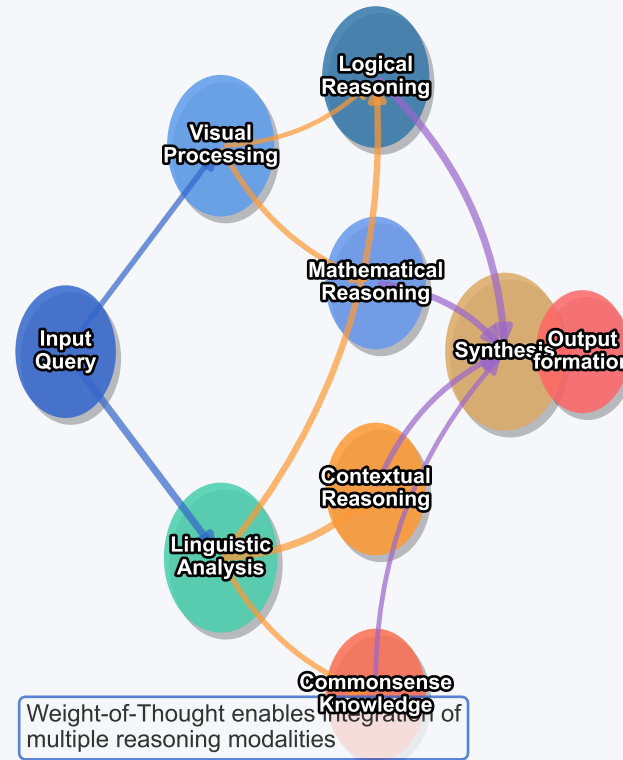 Logical
Reasoning
Visual
Processing
Mathematical
Reasoning
Input
Query
Synthesis
Output
formation
Contextual
Reasoning
Linguistic
Analysis
Commonsense
Knowledge
Weight-of-Thought enables integration of
multiple reasoning modalities